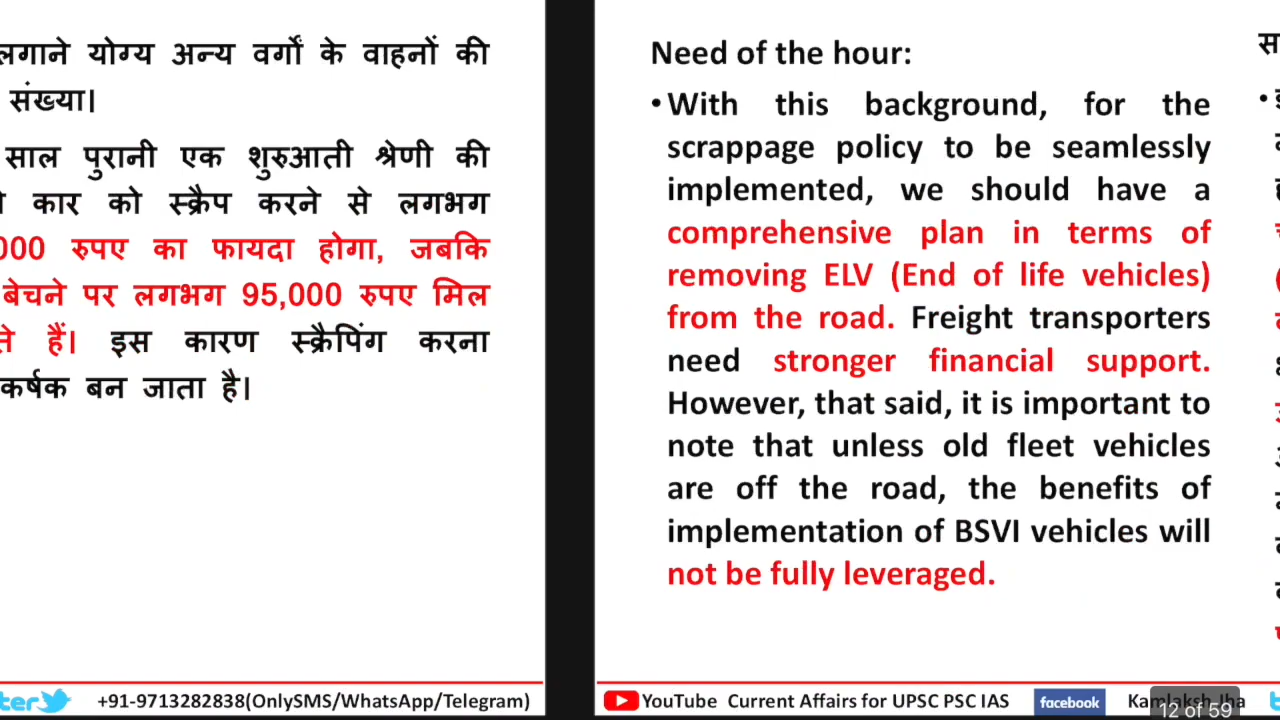 लगाने योग्य अन्य वर्गों के वाहनों की
संख्या।
साल पुरानी एक शुरुआती श्रेणी की
कार को स्क्रैप करने से लगभग
000 रुपए का फायदा होगा, जबकि
बेचने पर लगभग 95,000 रुपए मिल
हैं। इस कारण स्क्रैपिंग करना
कर्षक बन जाता है।
+91-9713282838(OnlySMS/WhatsApp/Telegram)
Need of the hour:
• With this background, for the
scrappage policy to be seamlessly
implemented, we should have a
comprehensive plan in terms of
removing ELV (End of life vehicles)
from the road. Freight transporters
need stronger financial support.
However, that said, it is important to
note that unless old fleet vehicles
are off the road, the benefits of
implementation of BSVI vehicles will
not be fully leveraged.
YouTube Current Affairs for UPSC PSC IAS facebook Kamlaksh Jha
12 of 59